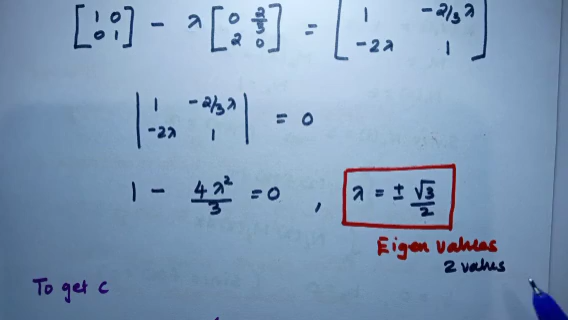 [1 0 0 1] - λ [0 2/3 2 0] = [1 -2/3 λ -2λ 1]
|1 -2/3 λ -2λ 1| = 0
1 - 4λ²/3 = 0 , λ = ± √3/2
Eigen values
2 values
To get c